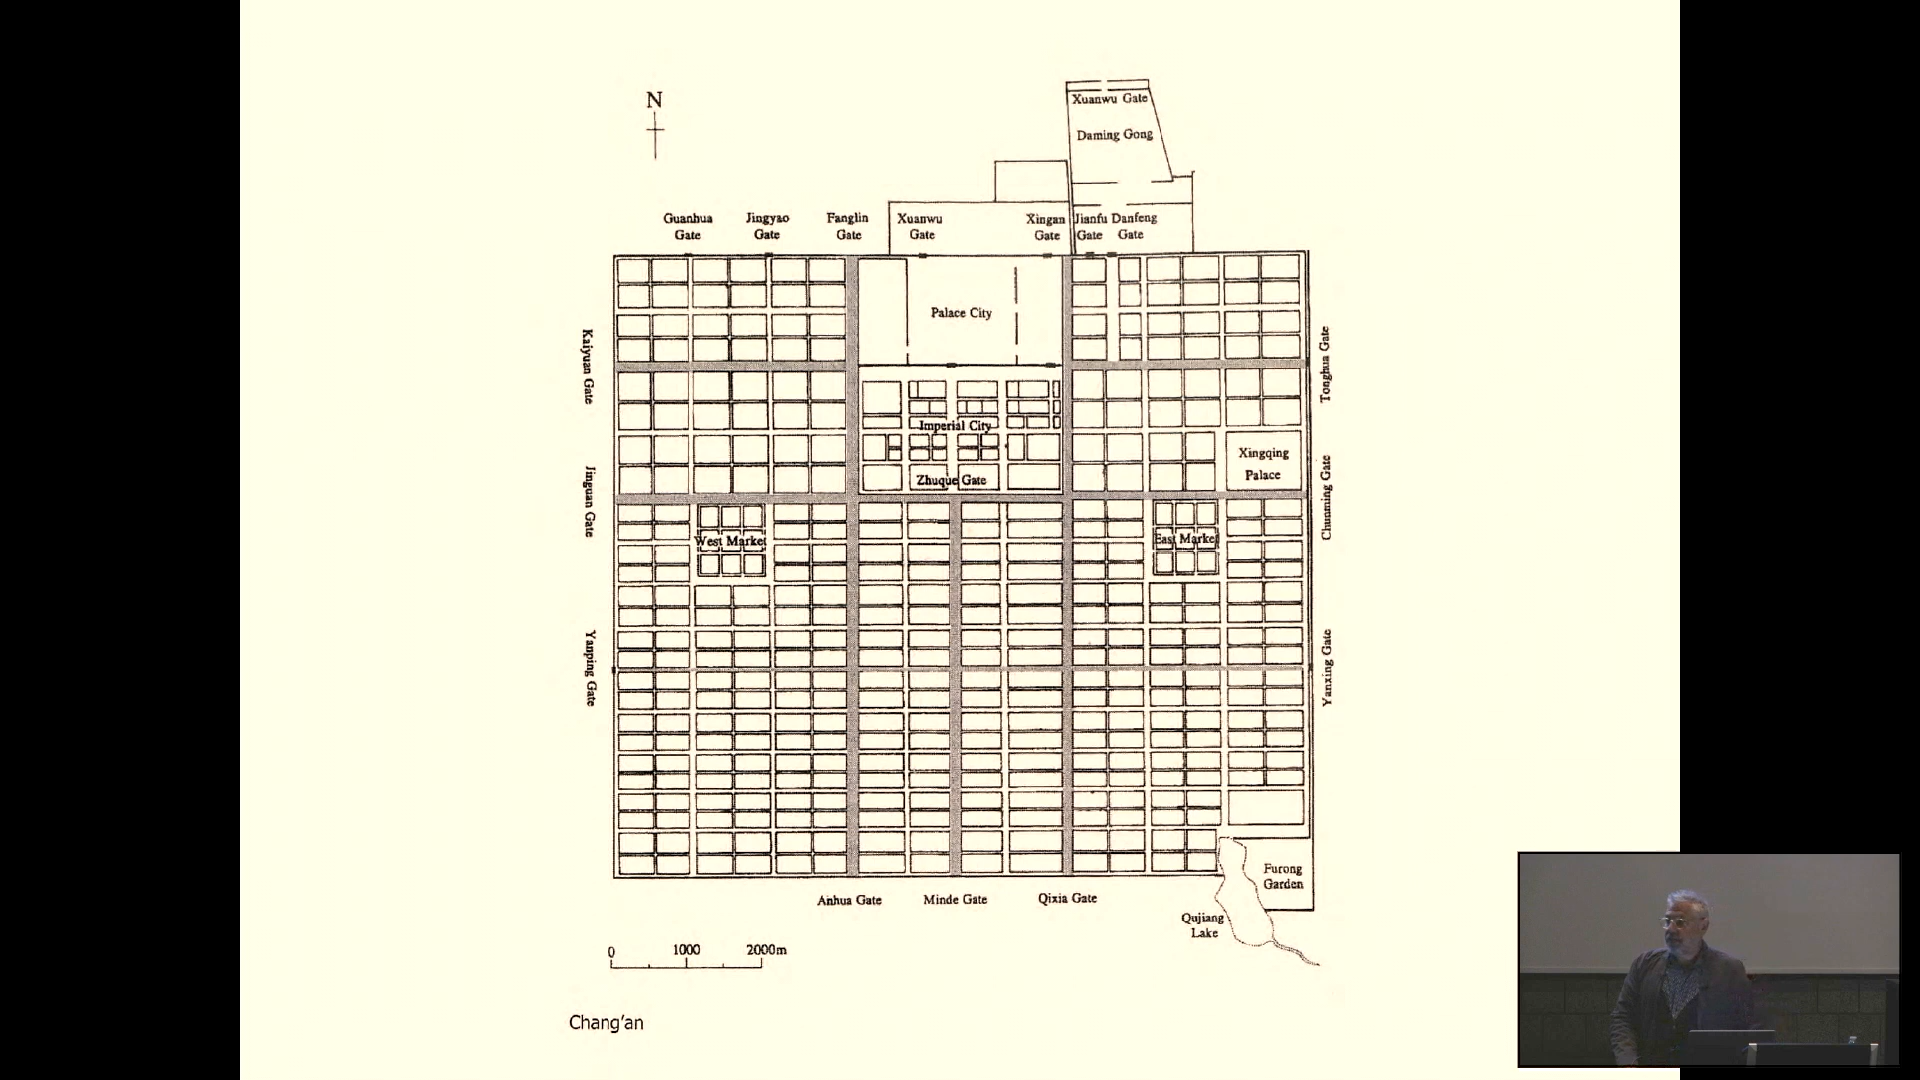 N
Xuanwu Gate
Daming Gong
Guanhua
Gate
Jingyao
Gate
Fanglin
Gate
Xuanwu
Gate
Xingan
Gate
Jianfu
Gate
Danfeng
Gate
Palace City
Kaiyuan Gate
Tonghua Gate
Imperial City
Xingqing
Palace
Zhuque Gate
Jinguan Gate
Chunming Gate
West Market
East Market
Yanping Gate
Yanxing Gate
Furong
Garden
Anhua Gate
Minde Gate
Qixia Gate
Qujiang
Lake
0 1000 2000m
Chang’an